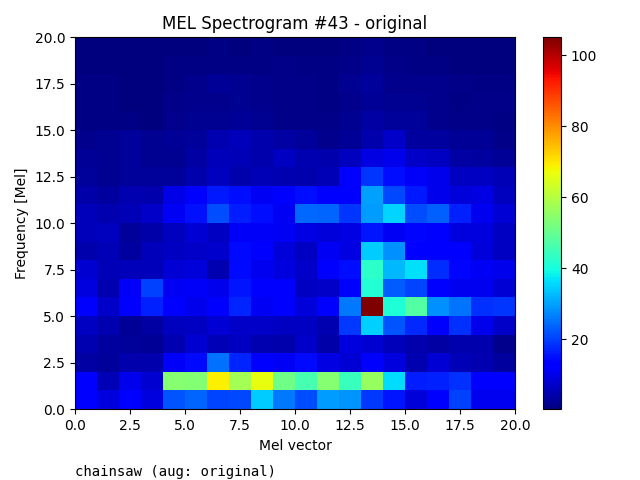 MEL Spectrogram #43 - original
20.0
17.5
15.0
12.5
10.0
7.5
5.0
2.5
0.0
Frequency [Mel]
0.0 2.5 5.0 7.5 10.0 12.5 15.0 17.5 20.0
Mel vector
100
80
60
40
20
chainsaw (aug: original)